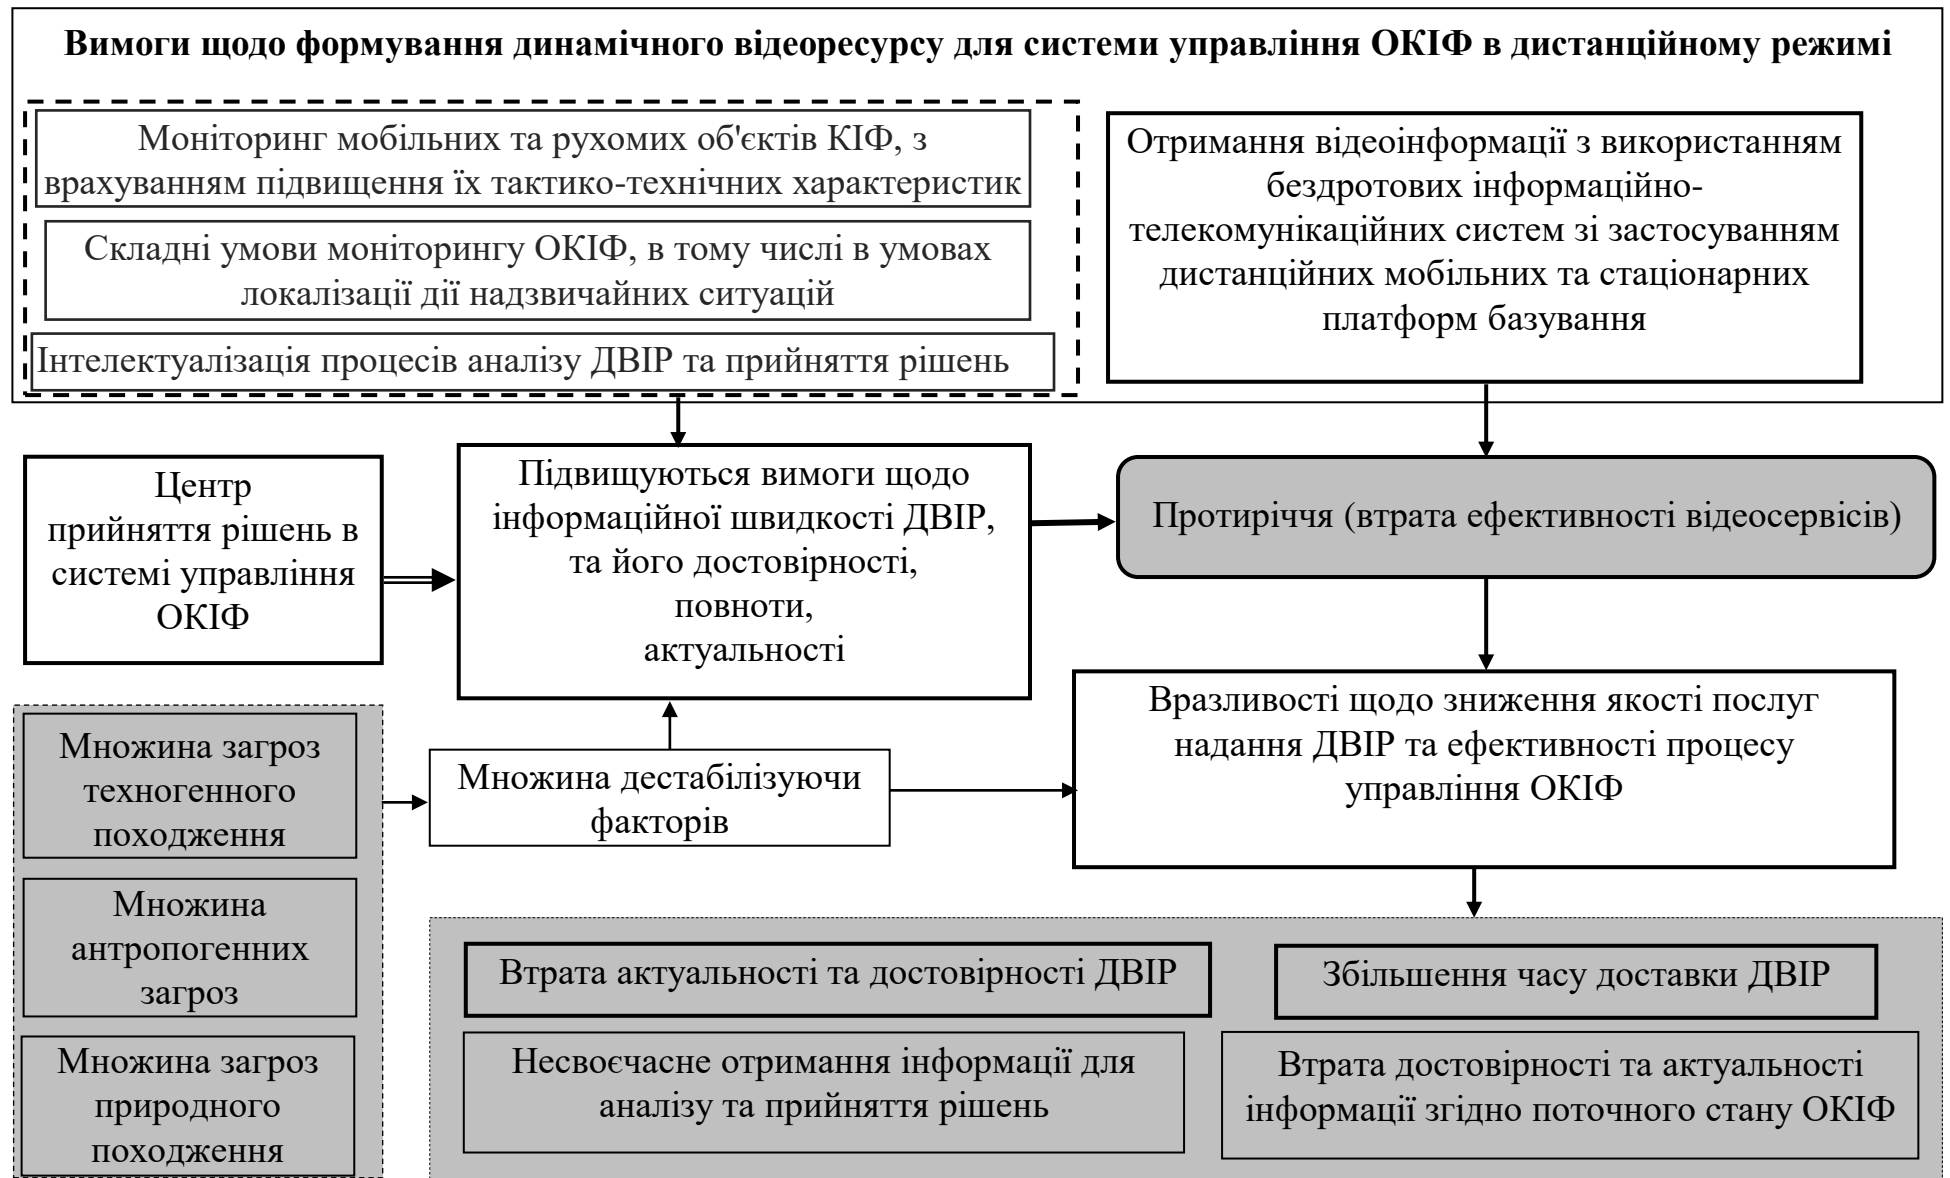 Вимоги щодо формування динамічного відеоресурсу для системи управління ОКІФ в дистанційному режимі
Моніторинг мобільних та рухомих об'єктів КІФ, з
врахуванням підвищення їх тактико-технічних характеристик
Складні умови моніторингу ОКІФ, в тому числі в умовах
локалізації дії надзвичайних ситуацій
Інтелектуалізація процесів аналізу ДВІР та прийняття рішень
Отримання відеоінформації з використанням
бездротових інформаційно-
телекомунікаційних систем зі застосуванням
дистанційних мобільних та стаціонарних
платформ базування
Центр
прийняття рішень в
системі управління
ОКІФ
Підвищуються вимоги щодо
інформаційної швидкості ДВІР,
та його достовірності,
повноти,
актуальності
Протиріччя (втрата ефективності відеосервісів)
Множина загроз
техногенного
походження
Множина
антропогенних
загроз
Множина загроз
природного
походження
Множина дестабілізуючи
факторів
Вразливості щодо зниження якості послуг
надання ДВІР та ефективності процесу
управління ОКІФ
Втрата актуальності та достовірності ДВІР
Збільшення часу доставки ДВІР
Несвоєчасне отримання інформації для
аналізу та прийняття рішень
Втрата достовірності та актуальності
інформації згідно поточного стану ОКІФ